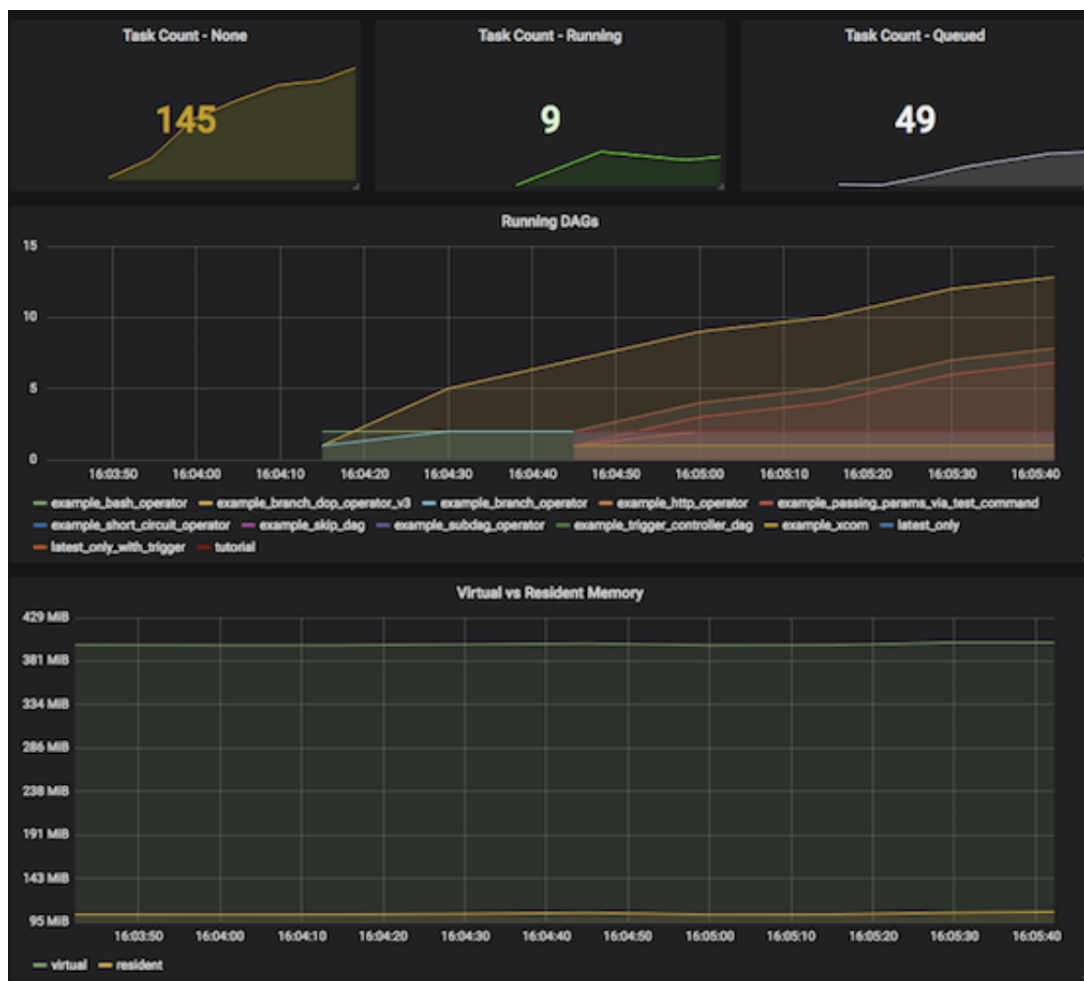 Task Count - None
Task Count - Running
Task Count - Queued
145
9
49
Running DAGs
15
10
5
0
16:03:50 16:04:00 16:04:10 16:04:20 16:04:30 16:04:40 16:04:50 16:05:00 16:05:10 16:05:20 16:05:30 16:05:40
example_bash_operator example_branch_dop_operator_v3 example_branch_operator example_http_operator example_passing_params_via_test_command
example_short_circuit_operator example_skip_dag example_subdag_operator example_trigger_controller_dag example_xcom latest_only
latest_only_with_trigger tutorial
Virtual vs Resident Memory
429 MiB
381 MiB
334 MiB
286 MiB
238 MiB
191 MiB
143 MiB
95 MiB
16:03:50 16:04:00 16:04:10 16:04:20 16:04:30 16:04:40 16:04:50 16:05:00 16:05:10 16:05:20 16:05:30 16:05:40
virtual resident